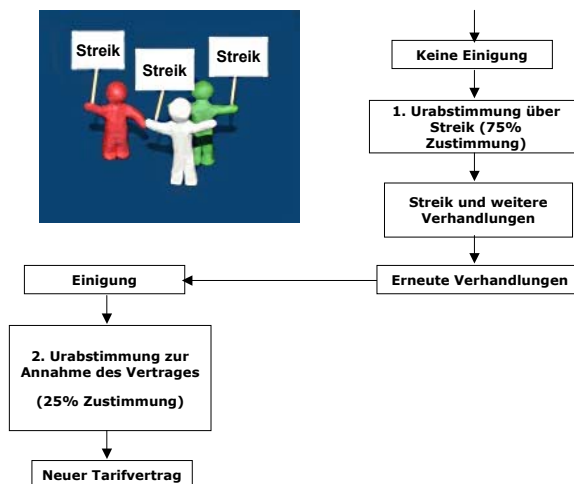 Streik
Streik
Streik
Keine Einigung
1. Urabstimmung über
Streik (75%
Zustimmung)
Streik und weitere
Verhandlungen
Erneute Verhandlungen
Einigung
2. Urabstimmung zur
Annahme des Vertrages
(25% Zustimmung)
Neuer Tarifvertrag